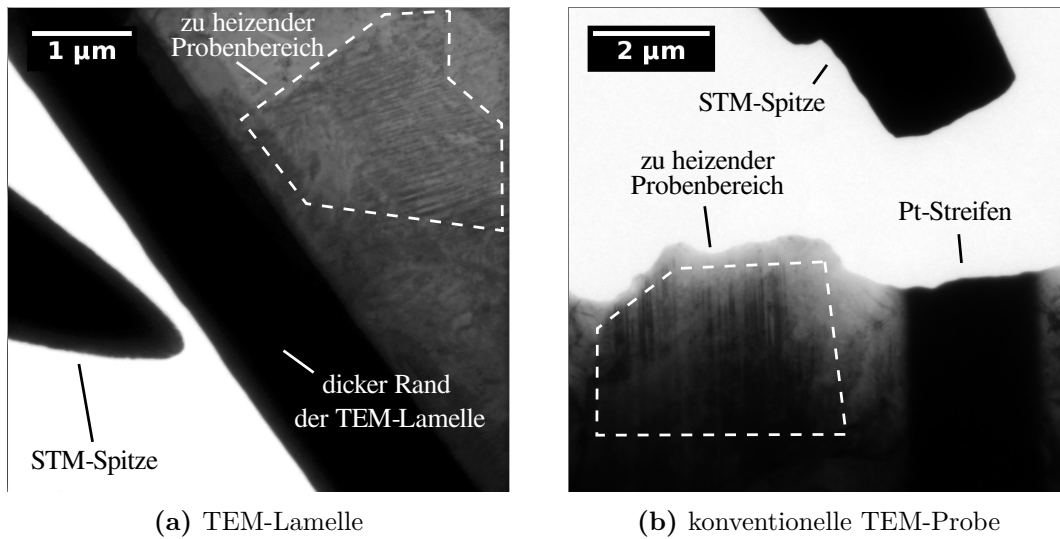 1 µm
zu heizender
Probenbereich
dicker Rand
der TEM-Lamelle
STM-Spitze
(a) TEM-Lamelle
2 µm
STM-Spitze
zu heizender
Probenbereich
Pt-Streifen
(b) konventionelle TEM-Probe